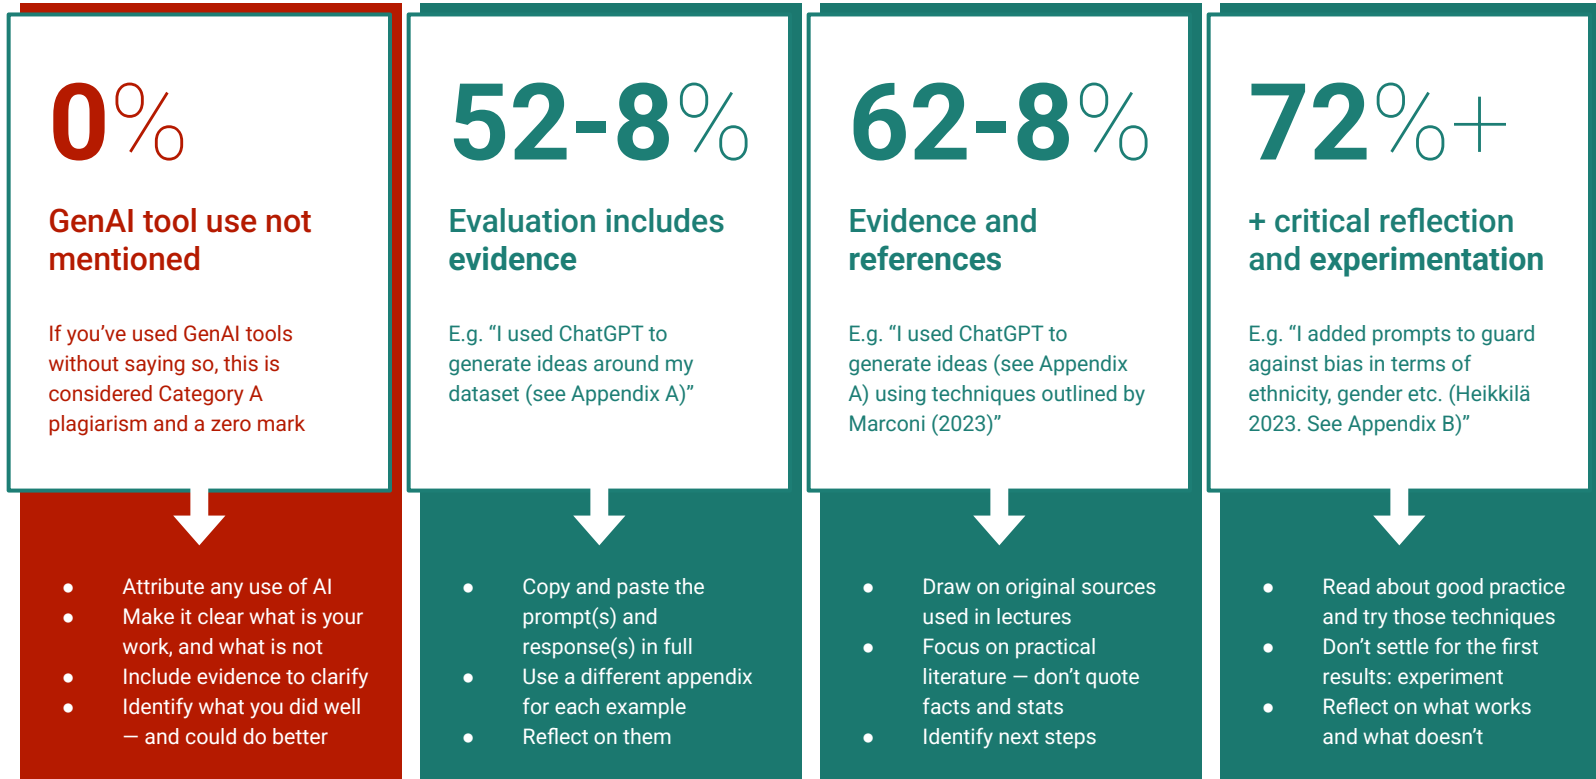 0%
GenAI tool use not
mentioned
If you’ve used GenAI tools
without saying so, this is
considered Category A
plagiarism and a zero mark
● Attribute any use of AI
● Make it clear what is your
work, and what is not
● Include evidence to clarify
● Identify what you did well
— and could do better
52-8%
Evaluation includes
evidence
E.g. “I used ChatGPT to
generate ideas around my
dataset (see Appendix A)”
● Copy and paste the
prompt(s) and
response(s) in full
● Use a different appendix
for each example
● Reflect on them
62-8%
Evidence and
references
E.g. “I used ChatGPT to
generate ideas (see Appendix
A) using techniques outlined by
Marconi (2023)”
● Draw on original sources
used in lectures
● Focus on practical
literature — don’t quote
facts and stats
● Identify next steps
72%+
+ critical reflection
and experimentation
E.g. “I added prompts to guard
against bias in terms of
ethnicity, gender etc. (Heikkilä
2023. See Appendix B)”
● Read about good practice
and try those techniques
● Don’t settle for the first
results: experiment
● Reflect on what works
and what doesn’t